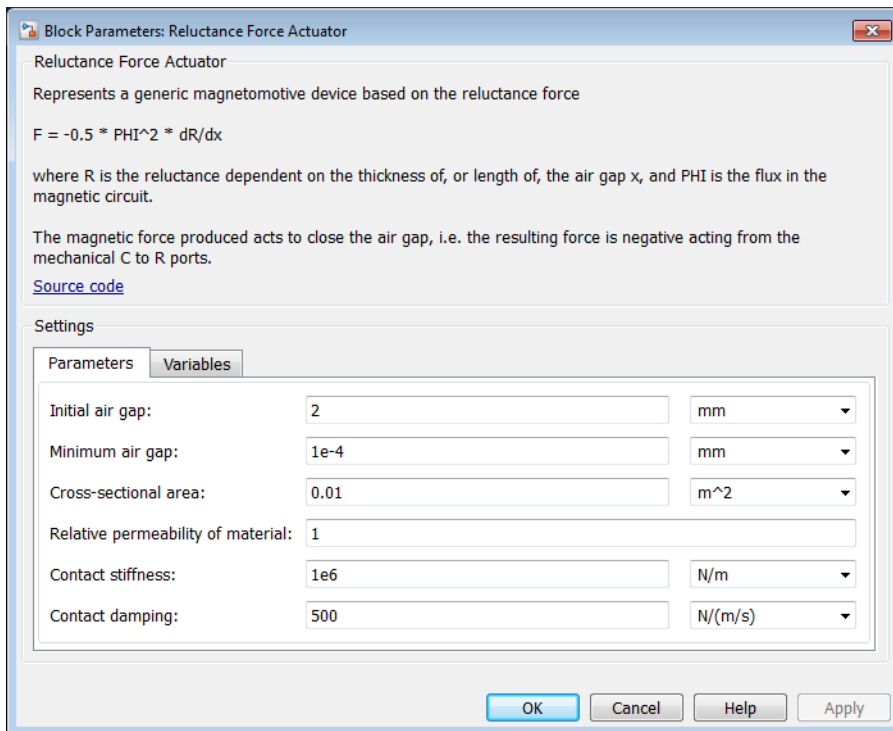 Block Parameters: Reluctance Force Actuator
Reluctance Force Actuator
Represents a generic magnetomotive device based on the reluctance force
F = -0.5 * PHI^2 * dR/dx
where R is the reluctance dependent on the thickness of, or length of, the air gap x, and PHI is the flux in the
magnetic circuit.
The magnetic force produced acts to close the air gap, i.e. the resulting force is negative acting from the
mechanical C to R ports.
Source code
Settings
Parameters Variables
Initial air gap: 2 mm
Minimum air gap: 1e-4 mm
Cross-sectional area: 0.01 m^2
Relative permeability of material: 1
Contact stiffness: 1e6 N/m
Contact damping: 500 N/(m/s)
OK Cancel Help Apply